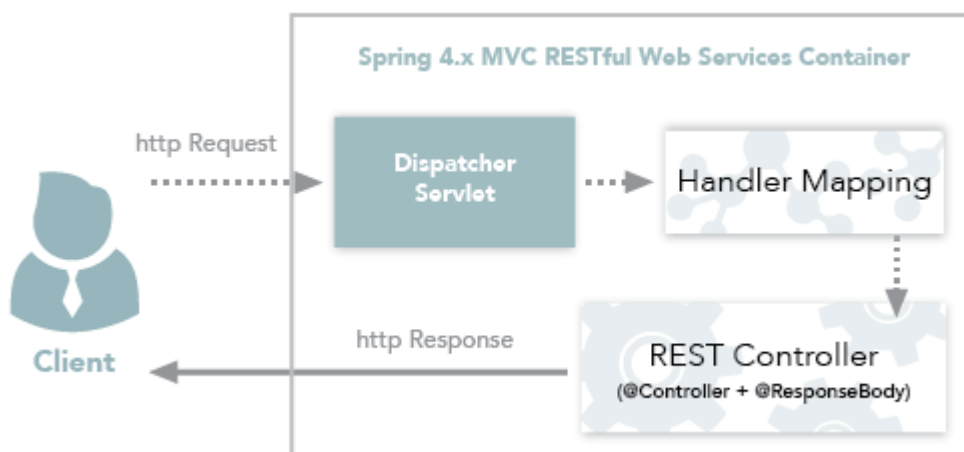 Spring 4.x MVC RESTful Web Services Container
http Request
Dispatcher
Servlet
Handler Mapping
http Response
REST Controller
(@Controller + @ResponseBody)
Client